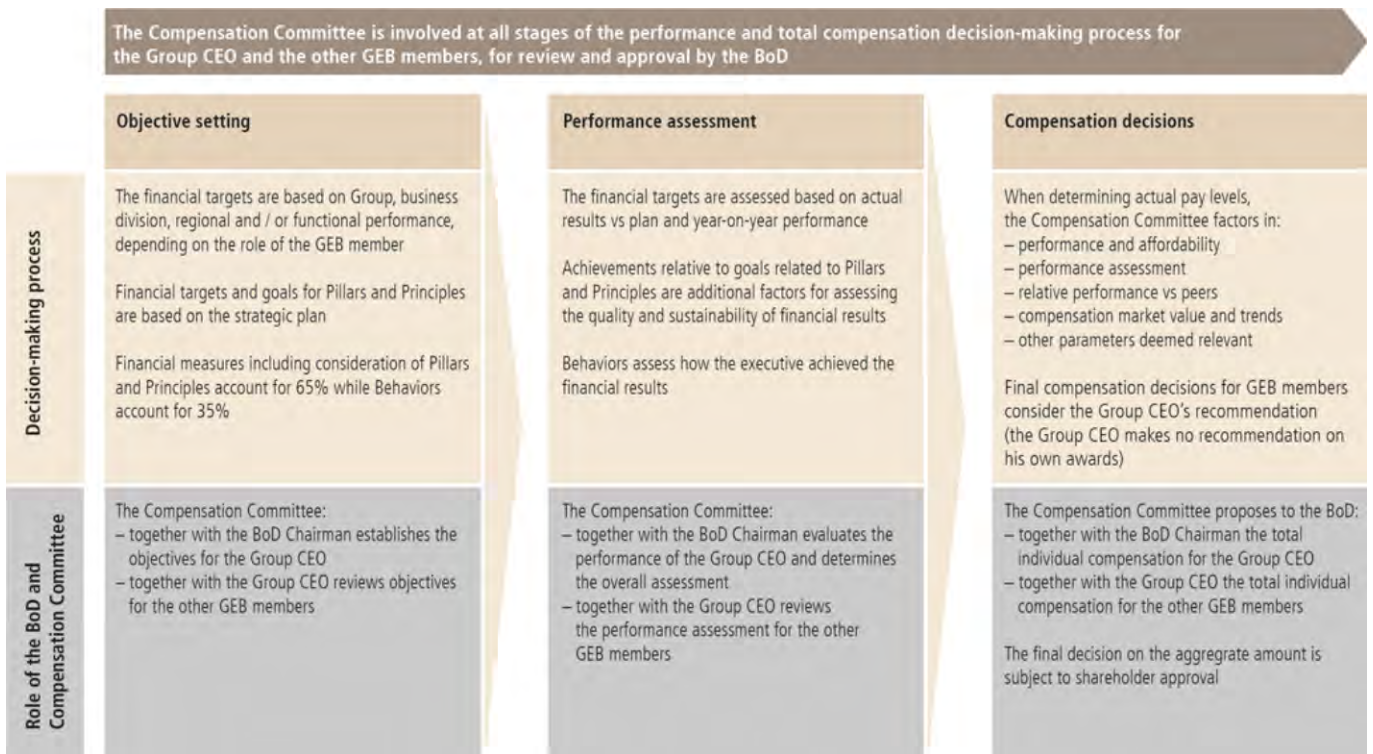 The Compensation Committee is involved at all stages of the performance and total compensation decision-making process for
the Group CEO and the other GEB members, for review and approval by the BoD
Objective setting
Performance assessment
Compensation decisions
Decision-making process
The financial targets are based on Group, business
division, regional and / or functional performance,
depending on the role of the GEB member
Financial targets and goals for Pillars and Principles
are based on the strategic plan
Financial measures including consideration of Pillars
and Principles account for 65% while Behaviors
account for 35%
The financial targets are assessed based on actual
results vs plan and year-on-year performance
Achievements relative to goals related to Pillars
and Principles are additional factors for assessing
the quality and sustainability of financial results
Behaviors assess how the executive achieved the
financial results
When determining actual pay levels,
the Compensation Committee factors in:
– performance and affordability
– performance assessment
– relative performance vs peers
– compensation market value and trends
– other parameters deemed relevant
Final compensation decisions for GEB members
consider the Group CEO's recommendation
(the Group CEO makes no recommendation on
his own awards)
Role of the BoD and
Compensation Committee
The Compensation Committee:
– together with the BoD Chairman establishes the
objectives for the Group CEO
– together with the Group CEO reviews objectives
for the other GEB members
The Compensation Committee:
– together with the BoD Chairman evaluates the
performance of the Group CEO and determines
the overall assessment
– together with the Group CEO reviews
the performance assessment for the other
GEB members
The Compensation Committee proposes to the BoD:
– together with the BoD Chairman the total
individual compensation for the Group CEO
– together with the Group CEO the total individual
compensation for the other GEB members
The final decision on the aggregrate amount is
subject to shareholder approval